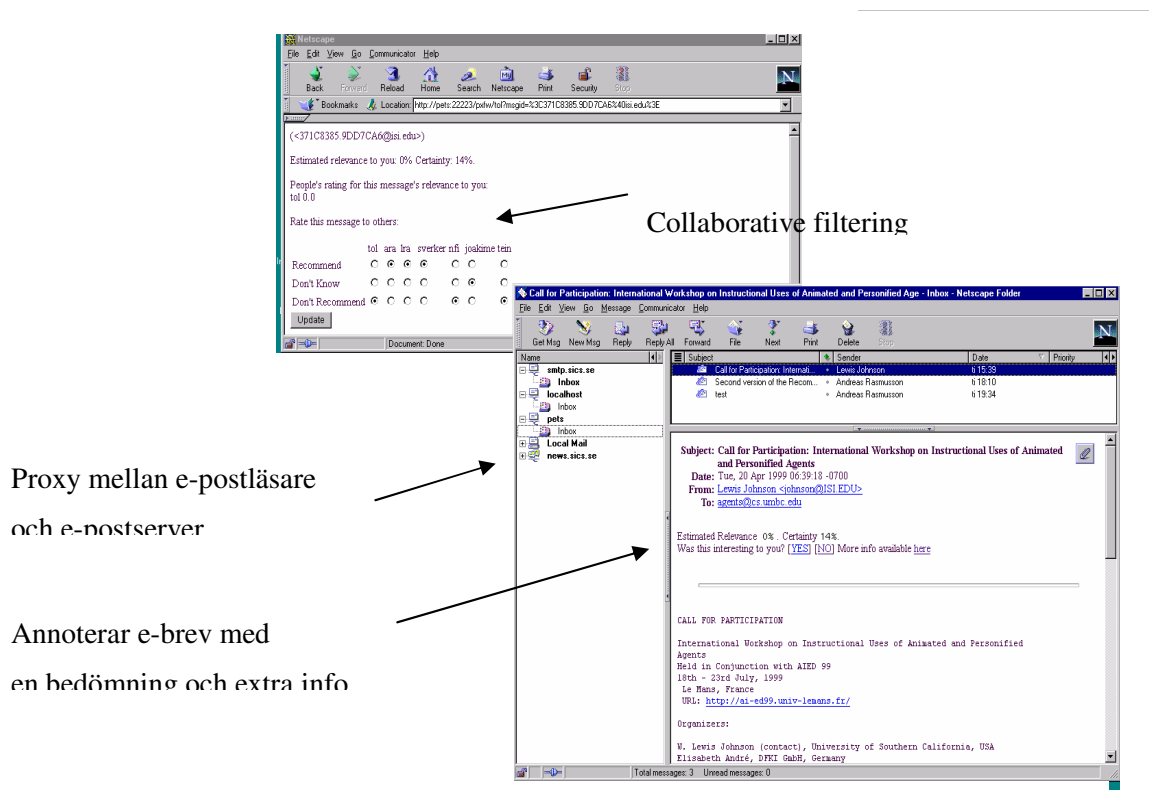 Netscape
File Edit View Go Communicator Help
Back Forward Reload Home Search Netscape Print Security Stop
Bookmarks Location: http://pets:22223/pxlw/tol?msgid=%3C371C8385.9DD7CA6%40isi.edu%3E
(<371C8385.9DD7CA6@isi.edu>)
Estimated relevance to you: 0% Certainty: 14%.
People's rating for this message's relevance to you:
tol 0.0
Rate this message to others:
tol ara lra sverker nfi joakime tein
Recommend
Don't Know
Don't Recommend
Update
Document: Done
Collaborative filtering
Call for Participation: International Workshop on Instructional Uses of Animated and Personified Age - Inbox - Netscape Folder
File Edit View Go Message Communicator Help
Get Msg New Msg Reply Reply All Forward File Next Print Delete Stop
Name
smtp.sics.se
Inbox
localhost
Inbox
pets
Inbox
Local Mail
news.sics.se
Subject Sender Date Priority
Call for Participation: Internati... Lewis Johnson ti 15:39
Second version of the Recom... Andreas Rasmusson ti 18:10
test Andreas Rasmusson ti 19:34
Subject: Call for Participation: International Workshop on Instructional Uses of Animated
and Personified Agents
Date: Tue, 20 Apr 1999 06:39:18 -0700
From: Lewis Johnson <johnson@ISI.EDU>
To: agents@cs.umbc.edu
Estimated Relevance 0% . Certainty 14%.
Was this interesting to you? [YES] [NO] More info available here
CALL FOR PARTICIPATION
International Workshop on Instructional Uses of Animated and Personified
Agents
Held in Conjunction with AIED 99
18th - 23rd July, 1999
Le Mans, France
URL: http://ai-ed99.univ-lemans.fr/
Organizers:
W. Lewis Johnson (contact), University of Southern California, USA
Elisabeth André, DFKI GmbH, Germany
Total messages: 3 Unread messages: 0
Proxy mellan e-postläsare
och e-postserver
Annoterar e-brev med
en bedömning och extra info